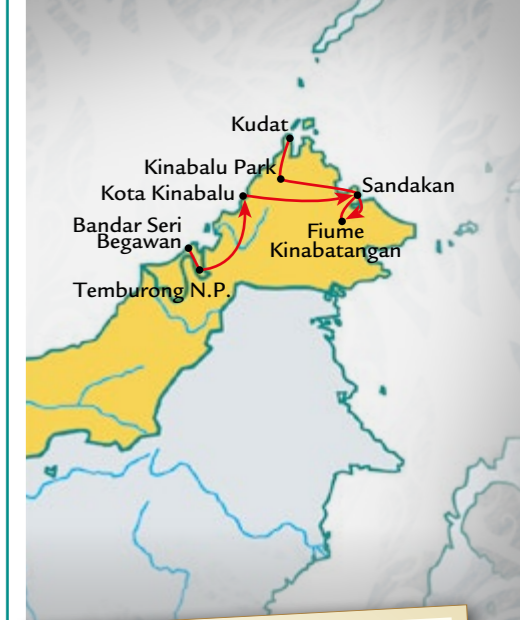 Kudat
Kinabalu Park
Kota Kinabalu
Sandakan
Bandar Seri
Begawan
Fiume
Kinabatangan
Temburong N.P.